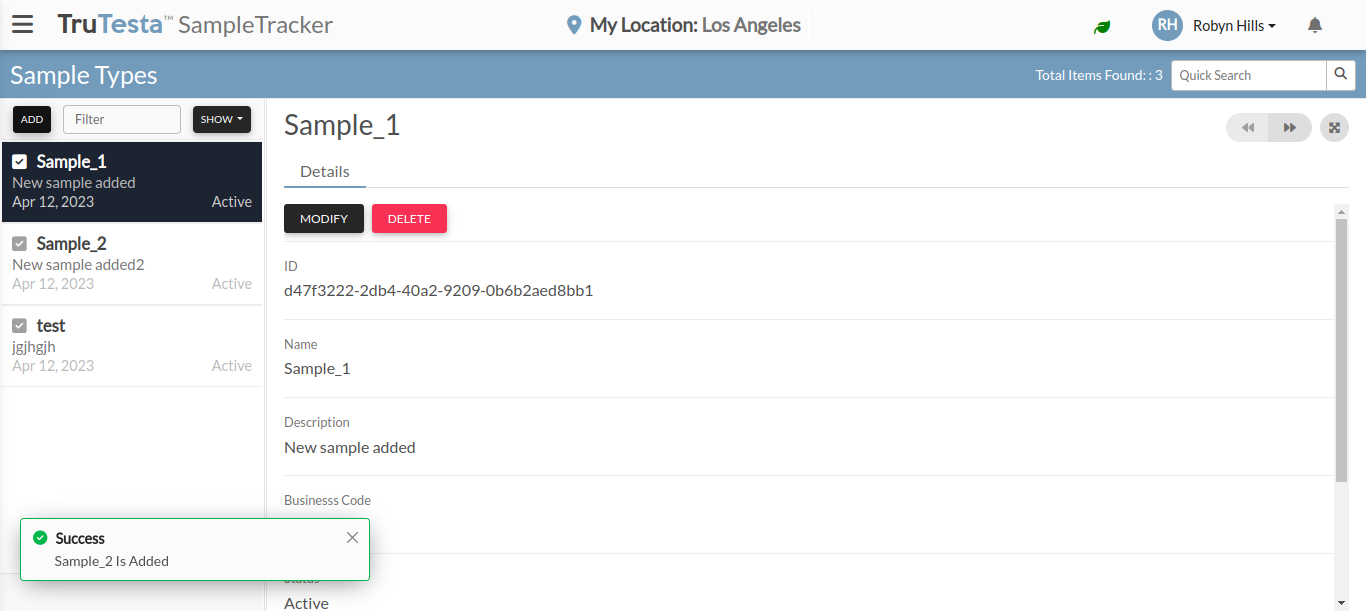 TruTesta™ SampleTracker
My Location: Los Angeles
RH Robyn Hills
Sample Types
Total Items Found: : 3
Quick Search
ADD
Filter
SHOW
Sample_1
New sample added
Apr 12, 2023 Active
Sample_2
New sample added2
Apr 12, 2023 Active
test
jgjhgjh
Apr 12, 2023 Active
Sample_1
Details
MODIFY DELETE
ID
d47f3222-2db4-40a2-9209-0b6b2aed8bb1
Name
Sample_1
Description
New sample added
Businesss Code
Status
Active
Success
Sample_2 Is Added